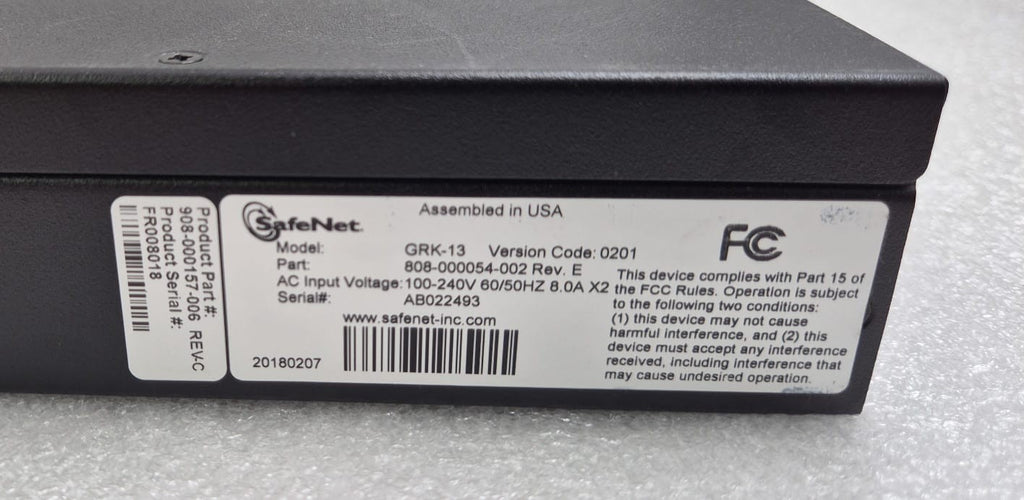 Product Part #:
908-000157-006 REV-C
Product Serial #:
FR008018
SafeNet.
Assembled in USA
Model: GRK-13 Version Code: 0201
Part: 808-000054-002 Rev. E
AC Input Voltage: 100-240V 60/50HZ 8.0A X2
Serial#: AB022493
www.safenet-inc.com
20180207
FC
This device complies with Part 15 of
the FCC Rules. Operation is subject
to the following two conditions:
(1) this device may not cause
harmful interference, and (2) this
device must accept any interference
received, including interference that
may cause undesired operation.